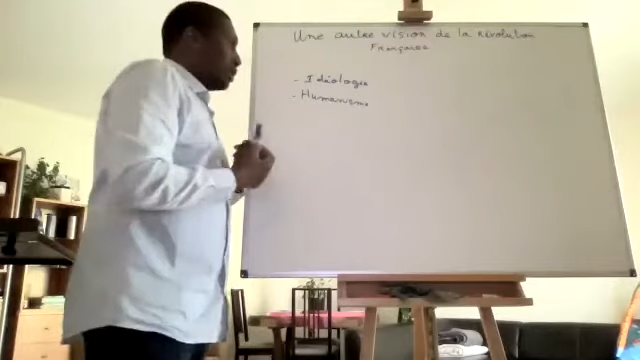 Une autre vision de la Révolution
Française
- Idéologie
- Humanisme